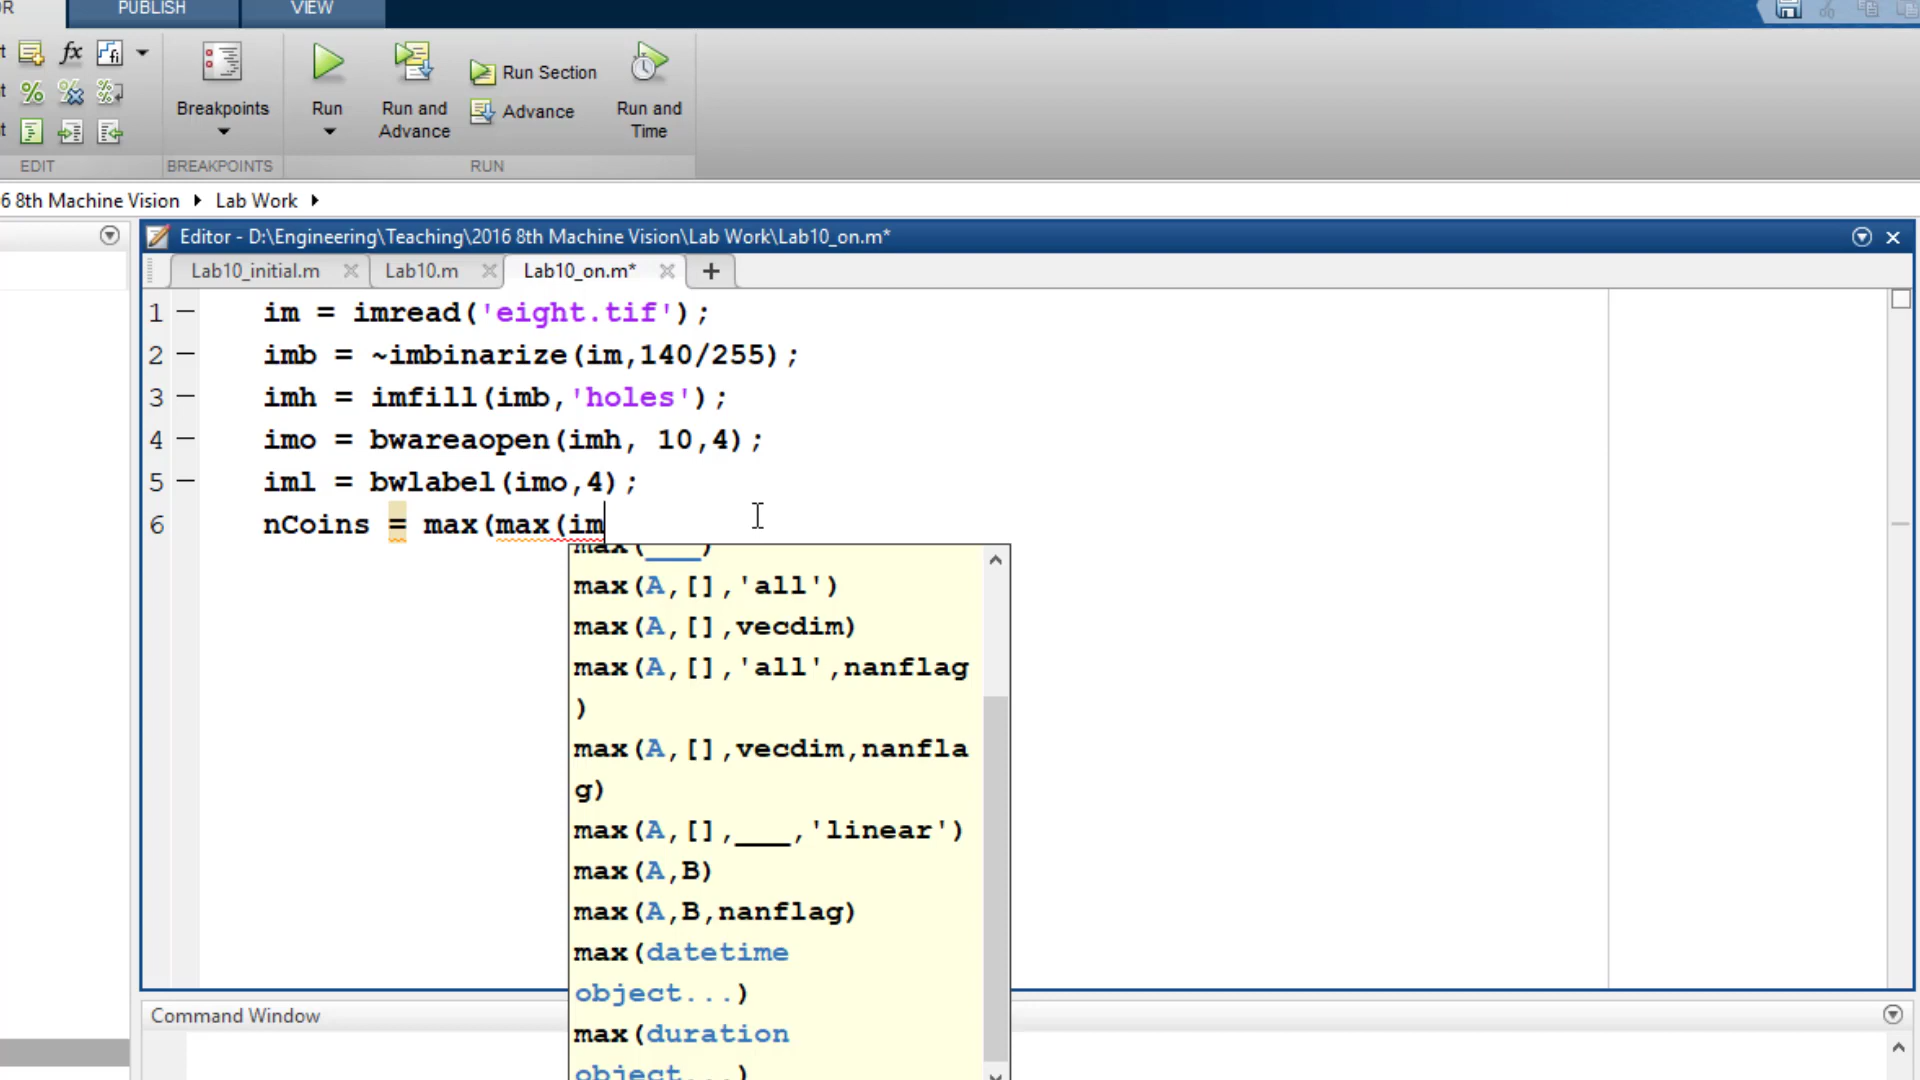 PUBLISH
VIEW
Breakpoints
Run
Run and
Advance
Run Section
Advance
Run and
Time
EDIT
BREAKPOINTS
RUN
6 8th Machine Vision
Lab Work
Editor - D:\Engineering\Teaching\2016 8th Machine Vision\Lab Work\Lab10_on.m*
Lab10_initial.m
Lab10.m
Lab10_on.m*
1 im = imread('eight.tif');
2 imb = ~imbinarize(im,140/255);
3 imh = imfill(imb,'holes');
4 imo = bwareaopen(imh, 10,4);
5 iml = bwlabel(imo,4);
6 nCoins = max(max(im
max(___)
max(A,[],'all')
max(A,[],vecdim)
max(A,[],'all',nanflag
)
max(A,[],vecdim,nanfla
g)
max(A,[],___,'linear')
max(A,B)
max(A,B,nanflag)
max(datetime
object...)
max(duration
object...)
Command Window